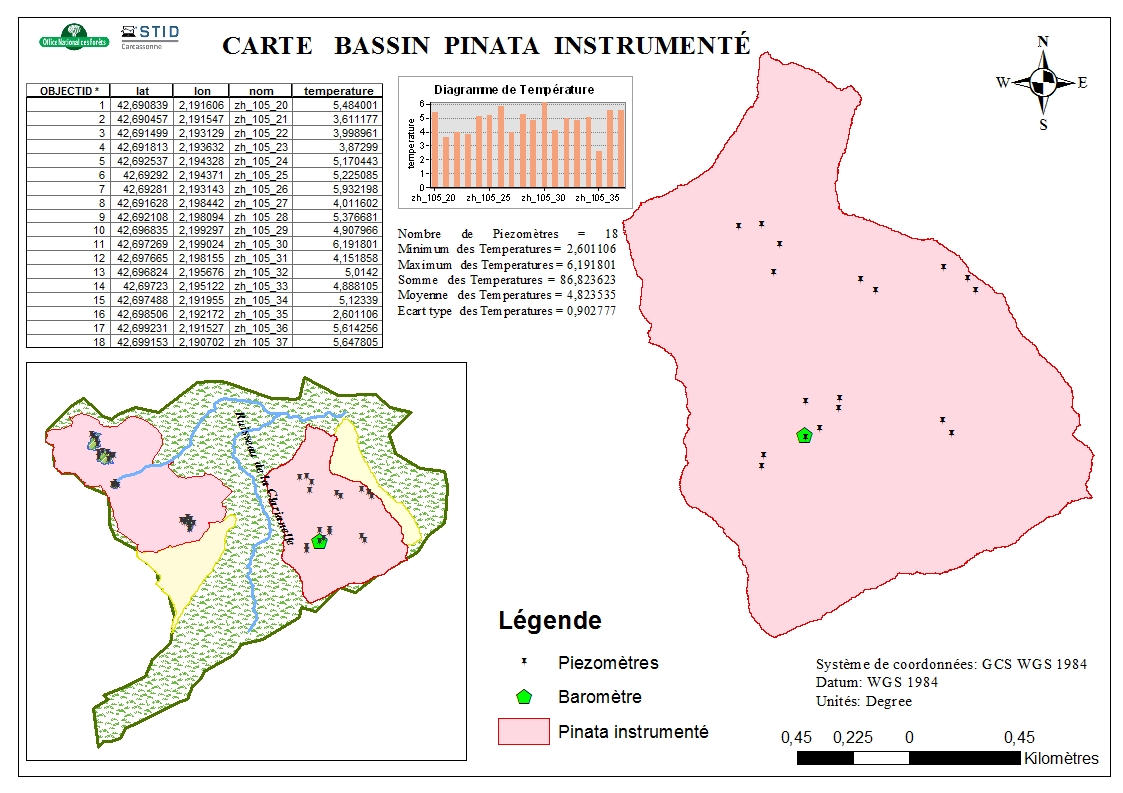 Office National des Forêts
STID
Carcassonne
CARTE BASSIN PINATA INSTRUMENTÉ
N
W E
S
OBJECTID * lat lon nom temperature
1 42,690839 2,191606 zh_105_20 5,484001
2 42,690457 2,191547 zh_105_21 3,611177
3 42,691499 2,193129 zh_105_22 3,998961
4 42,691813 2,193632 zh_105_23 3,87299
5 42,692537 2,194328 zh_105_24 5,170443
6 42,69292 2,194371 zh_105_25 5,225085
7 42,69281 2,193143 zh_105_26 5,932198
8 42,691628 2,198442 zh_105_27 4,011602
9 42,692108 2,198094 zh_105_28 5,376681
10 42,696835 2,199297 zh_105_29 4,907966
11 42,697269 2,199024 zh_105_30 6,191801
12 42,697665 2,198155 zh_105_31 4,151858
13 42,696824 2,195676 zh_105_32 5,0142
14 42,69723 2,195122 zh_105_33 4,888105
15 42,697488 2,191955 zh_105_34 5,12339
16 42,698506 2,192172 zh_105_35 2,601106
17 42,699231 2,191527 zh_105_36 5,614256
18 42,699153 2,190702 zh_105_37 5,647805
Diagramme de Température
temperature
6
5
4
3
2
1
0
zh_105_20 zh_105_25 zh_105_30 zh_105_35
Nombre de Piezomètres = 18
Minimum des Temperatures = 2,601106
Maximum des Temperatures = 6,191801
Somme des Temperatures = 86,823623
Moyenne des Temperatures = 4,823535
Ecart type des Temperatures = 0,902777
Ruisseau de la Clarianelle
Légende
Piezomètres
Baromètre
Pinata instrumenté
Système de coordonnées: GCS WGS 1984
Datum: WGS 1984
Unités: Degree
0,45 0,225 0 0,45
Kilomètres